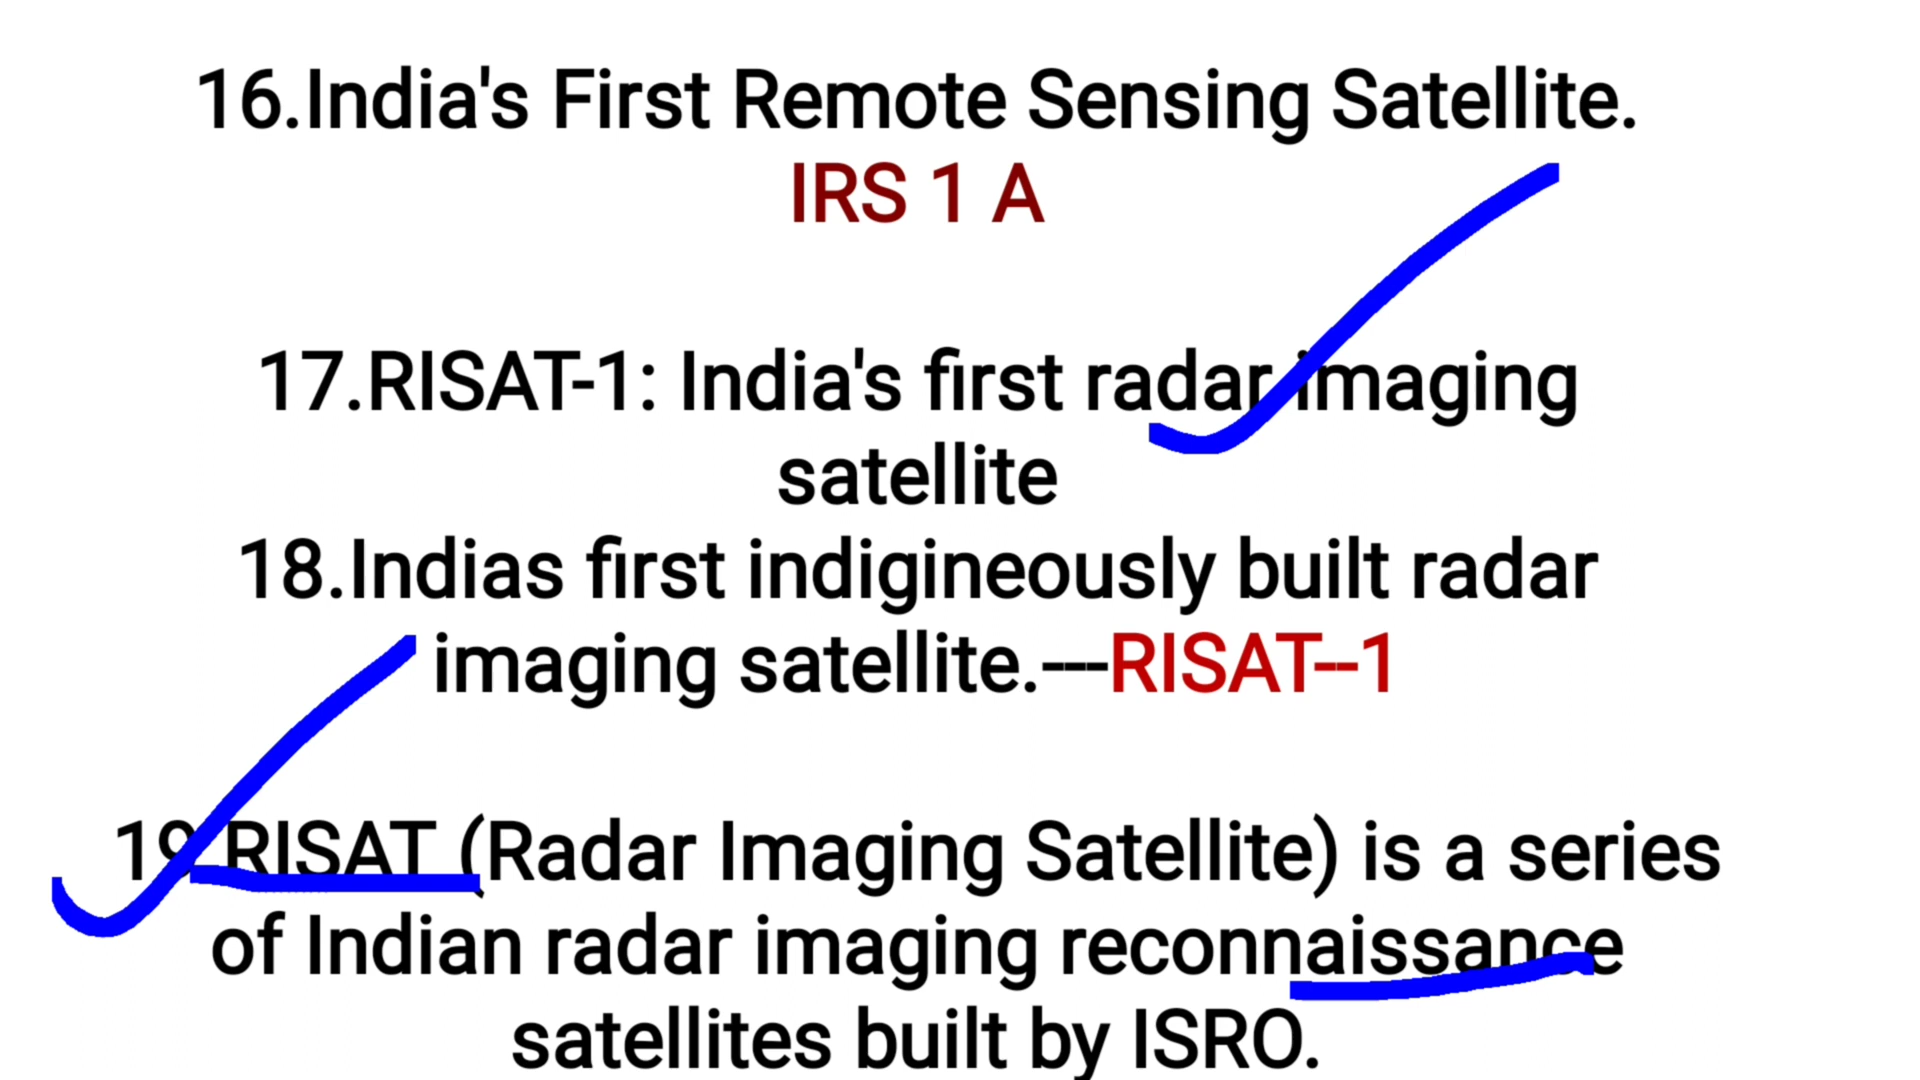 16.India's First Remote Sensing Satellite.
IRS 1 A
17.RISAT-1: India's first radar imaging
satellite
18.Indias first indigineously built radar
imaging satellite.---RISAT--1
19.RISAT (Radar Imaging Satellite) is a series
of Indian radar imaging reconnaissance
satellites built by ISRO.